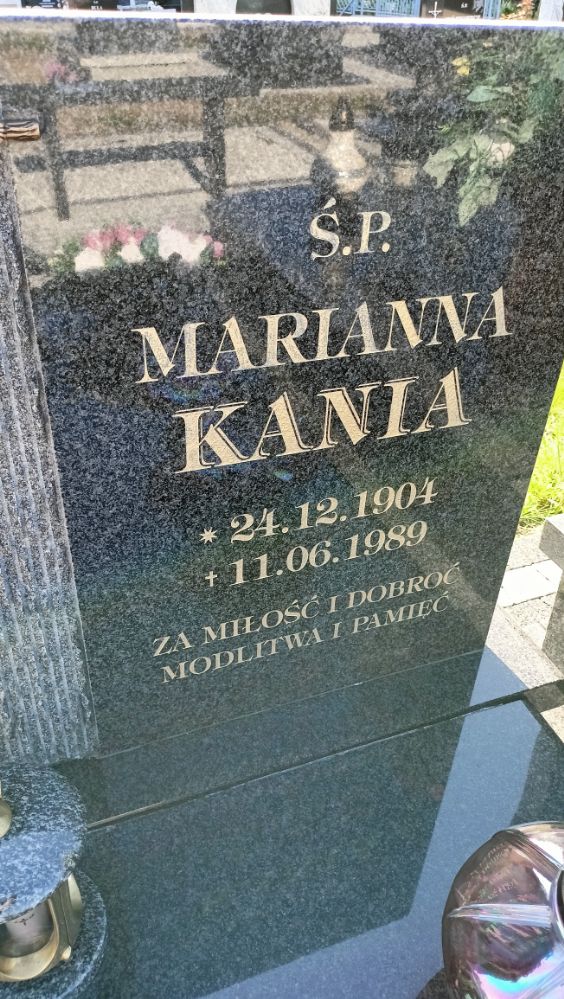 Ś.P.
MARIANNA
KANIA
* 24.12.1904
† 11.06.1989
ZA MIŁOŚĆ I DOBROĆ
MODLITWA I PAMIĘĆ